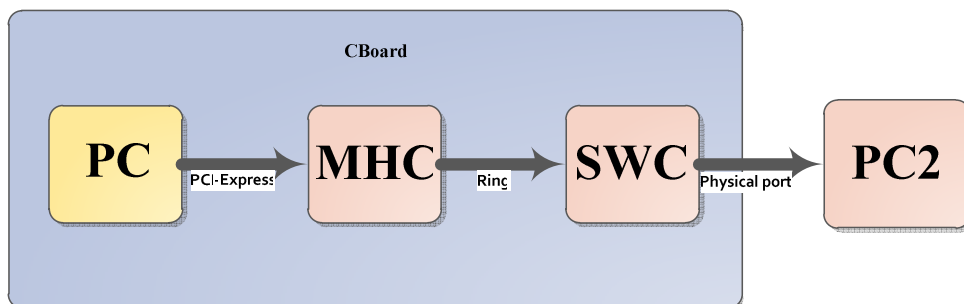 CBoard
PC
PCI-Express
MHC
Ring
SWC
Physical port
PC2